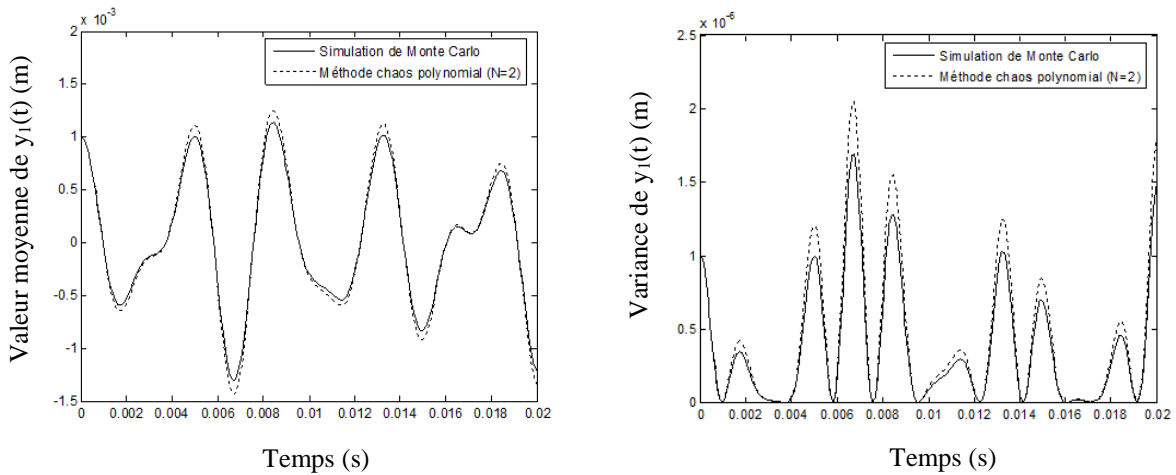 x 10⁻³
2
1.5
1
0.5
0
-0.5
-1
-1.5
0 0.002 0.004 0.006 0.008 0.01 0.012 0.014 0.016 0.018 0.02
Simulation de Monte Carlo
Méthode chaos polynomial (N=2)
Valeur moyenne de y₁(t) (m)
Temps (s)
x 10⁻⁶
2.5
2
1.5
1
0.5
0
0 0.002 0.004 0.006 0.008 0.01 0.012 0.014 0.016 0.018 0.02
Simulation de Monte Carlo
Méthode chaos polynomial (N=2)
Variance de y₁(t) (m)
Temps (s)